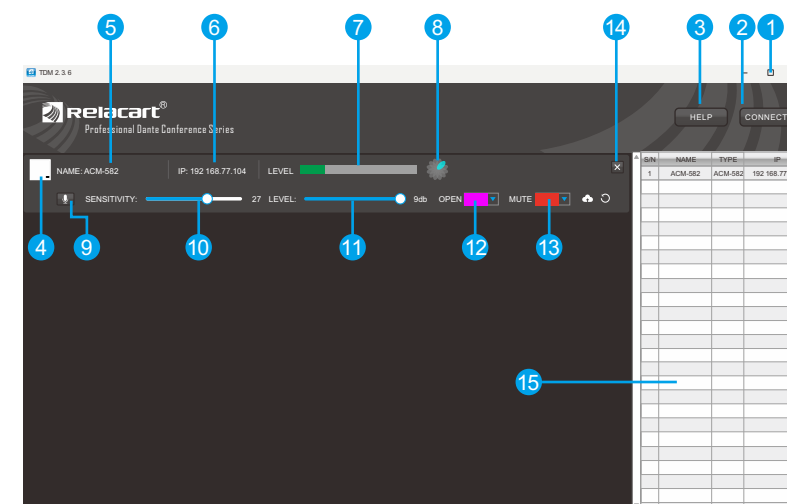 5 6 7 8 14 3 2 1
TDM 2.3.6
Relacart®
Professional Dante Conference Series
HELP CONNECT
NAME: ACM-582 IP: 192 168.77.104 LEVEL
S/N NAME TYPE IP
1 ACM-582 ACM-582 192 168.77
SENSITIVITY: 27 LEVEL: 9db OPEN MUTE
4 9 10 11 12 13
15